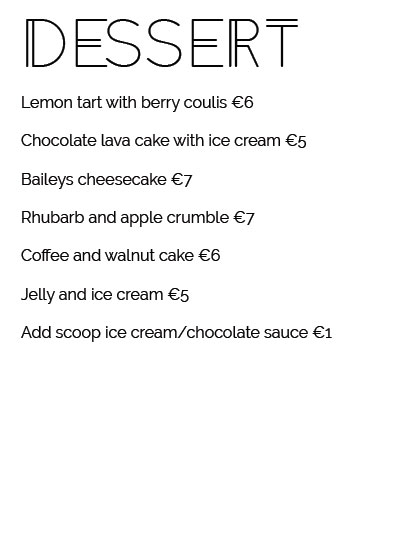 DESSERT
Lemon tart with berry coulis €6
Chocolate lava cake with ice cream €5
Baileys cheesecake €7
Rhubarb and apple crumble €7
Coffee and walnut cake €6
Jelly and ice cream €5
Add scoop ice cream/chocolate sauce €1